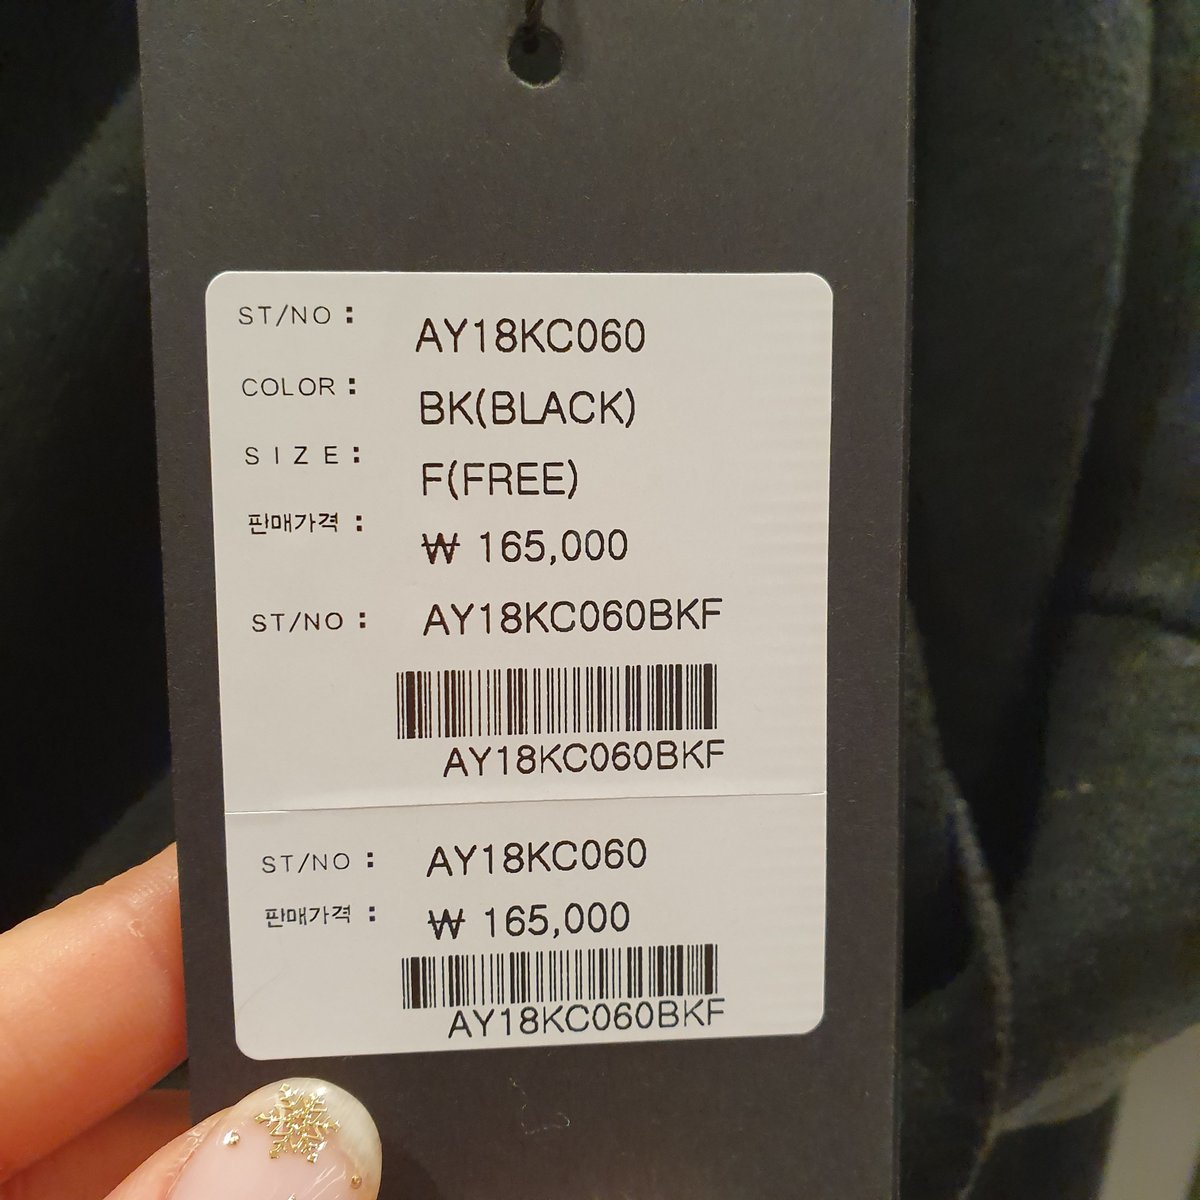 ST/NO : AY18KC060
COLOR : BK(BLACK)
SIZE : F(FREE)
판매가격 : ₩ 165,000
ST/NO : AY18KC060BKF
AY18KC060BKF
ST/NO : AY18KC060
판매가격 : ₩ 165,000
AY18KC060BKF